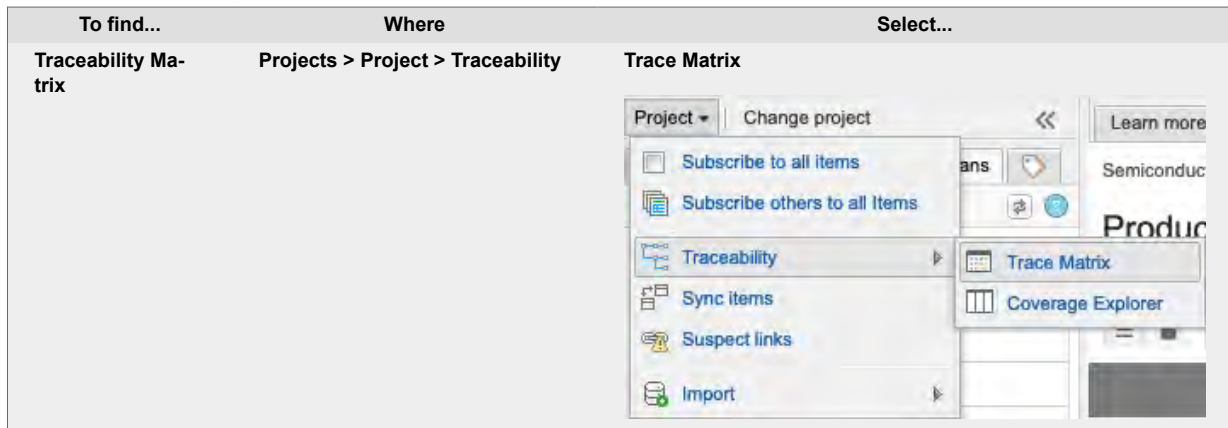 To find... Where Select...
Traceability Ma-
trix
Projects > Project > Traceability
Trace Matrix
Project Change project Learn more
Subscribe to all items ans Semiconduc
Subscribe others to all Items
Produc
Traceability Trace Matrix
Sync items Coverage Explorer
Suspect links
Import